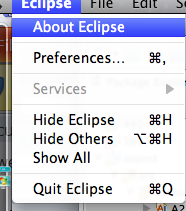 Eclipse File Edit
About Eclipse
Preferences... ⌘,
Services ▶
Hide Eclipse ⌘H
Hide Others ⌥⌘H
Show All
Quit Eclipse ⌘Q